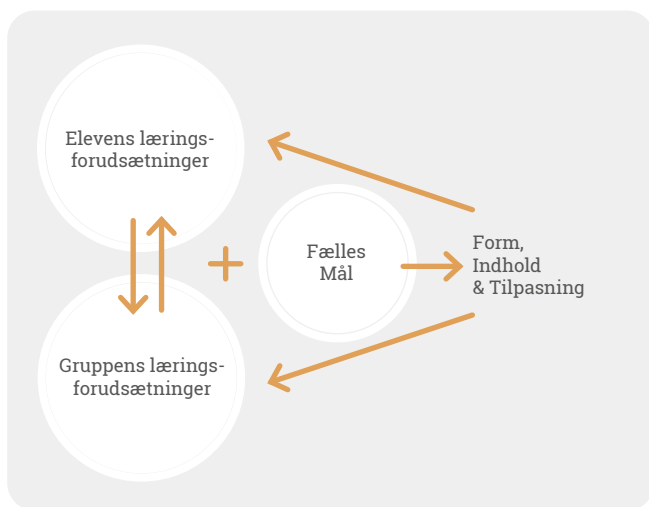 Elevens lærings-
forudsætninger
Fælles
Mål
Form,
Indhold
& Tilpasning
Gruppens lærings-
forudsætninger